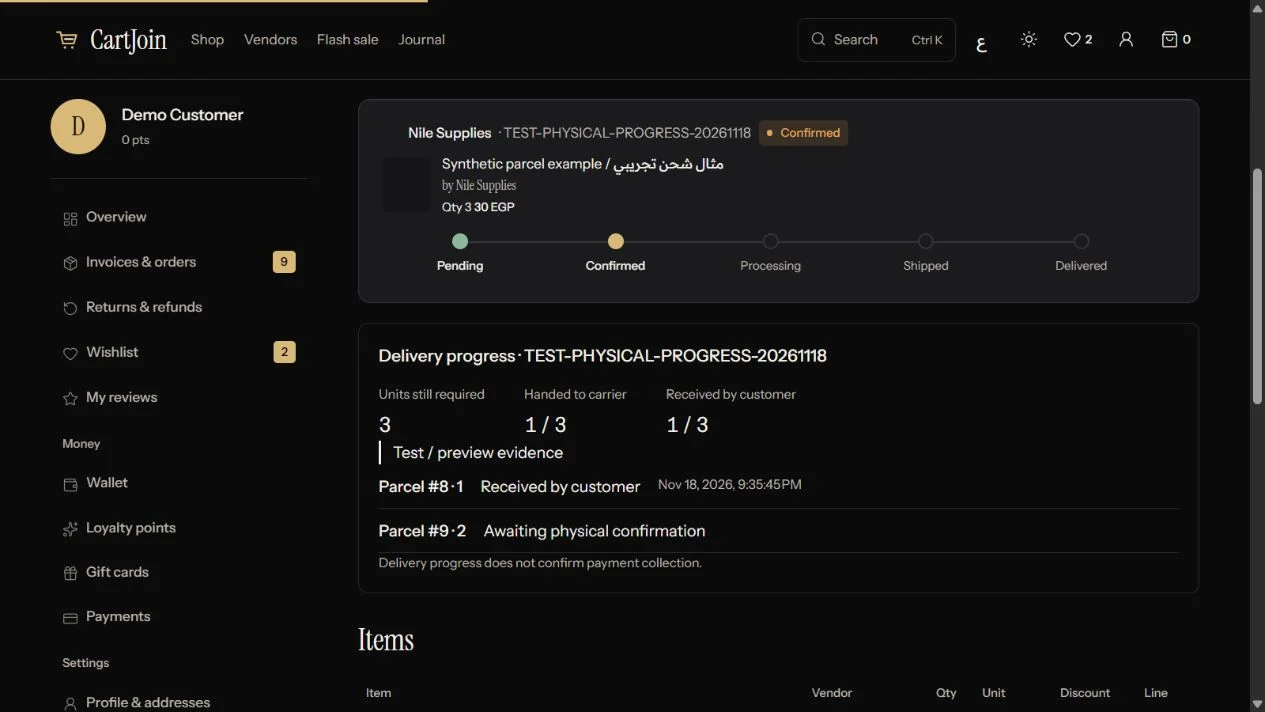 CartJoin Shop Vendors Flash sale Journal Search Ctrl K ع 2 0
D Demo Customer
0 pts
Overview
Invoices & orders 9
Returns & refunds
Wishlist 2
My reviews
Money
Wallet
Loyalty points
Gift cards
Payments
Settings
Profile & addresses
Nile Supplies · TEST-PHYSICAL-PROGRESS-20261118 Confirmed
Synthetic parcel example / مثال شحن تجريبي
by Nile Supplies
Qty 3 30 EGP
Pending Confirmed Processing Shipped Delivered
Delivery progress · TEST-PHYSICAL-PROGRESS-20261118
Units still required Handed to carrier Received by customer
3 1 / 3 1 / 3
Test / preview evidence
Parcel #8 · 1 Received by customer Nov 18, 2026, 9:35:45 PM
Parcel #9 · 2 Awaiting physical confirmation
Delivery progress does not confirm payment collection.
Items
Item Vendor Qty Unit Discount Line